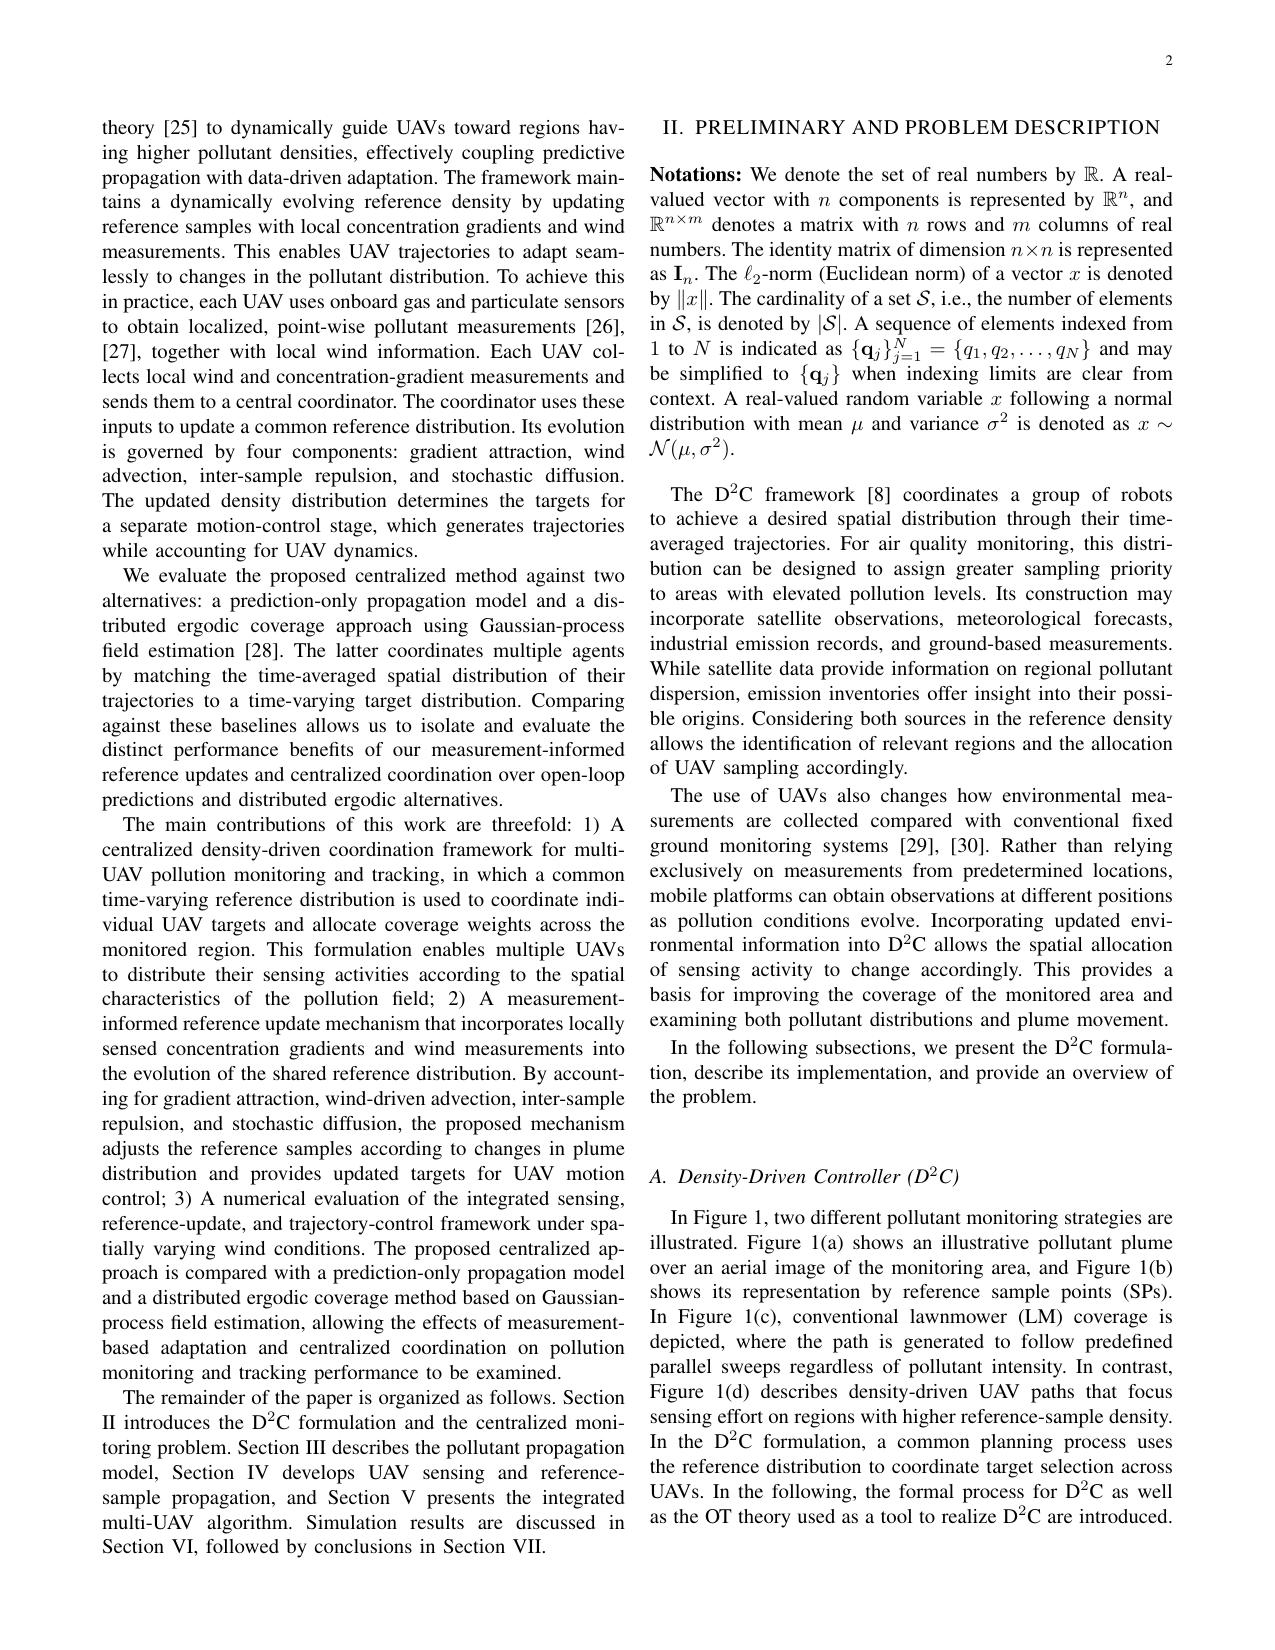 2
theory [25] to dynamically guide UAVs toward regions hav-
ing higher pollutant densities, effectively coupling predictive
propagation with data-driven adaptation. The framework main-
tains a dynamically evolving reference density by updating
reference samples with local concentration gradients and wind
measurements. This enables UAV trajectories to adapt seam-
lessly to changes in the pollutant distribution. To achieve this
in practice, each UAV uses onboard gas and particulate sensors
to obtain localized, point-wise pollutant measurements [26],
[27], together with local wind information. Each UAV col-
lects local wind and concentration-gradient measurements and
sends them to a central coordinator. The coordinator uses these
inputs to update a common reference distribution. Its evolution
is governed by four components: gradient attraction, wind
advection, inter-sample repulsion, and stochastic diffusion.
The updated density distribution determines the targets for
a separate motion-control stage, which generates trajectories
while accounting for UAV dynamics.
We evaluate the proposed centralized method against two
alternatives: a prediction-only propagation model and a dis-
tributed ergodic coverage approach using Gaussian-process
field estimation [28]. The latter coordinates multiple agents
by matching the time-averaged spatial distribution of their
trajectories to a time-varying target distribution. Comparing
against these baselines allows us to isolate and evaluate the
distinct performance benefits of our measurement-informed
reference updates and centralized coordination over open-loop
predictions and distributed ergodic alternatives.
The main contributions of this work are threefold: 1) A
centralized density-driven coordination framework for multi-
UAV pollution monitoring and tracking, in which a common
time-varying reference distribution is used to coordinate indi-
vidual UAV targets and allocate coverage weights across the
monitored region. This formulation enables multiple UAVs
to distribute their sensing activities according to the spatial
characteristics of the pollution field; 2) A measurement-
informed reference update mechanism that incorporates locally
sensed concentration gradients and wind measurements into
the evolution of the shared reference distribution. By account-
ing for gradient attraction, wind-driven advection, inter-sample
repulsion, and stochastic diffusion, the proposed mechanism
adjusts the reference samples according to changes in plume
distribution and provides updated targets for UAV motion
control; 3) A numerical evaluation of the integrated sensing,
reference-update, and trajectory-control framework under spa-
tially varying wind conditions. The proposed centralized ap-
proach is compared with a prediction-only propagation model
and a distributed ergodic coverage method based on Gaussian-
process field estimation, allowing the effects of measurement-
based adaptation and centralized coordination on pollution
monitoring and tracking performance to be examined.
The remainder of the paper is organized as follows. Section
II introduces the D²C formulation and the centralized moni-
toring problem. Section III describes the pollutant propagation
model, Section IV develops UAV sensing and reference-
sample propagation, and Section V presents the integrated
multi-UAV algorithm. Simulation results are discussed in
Section VI, followed by conclusions in Section VII.
II. PRELIMINARY AND PROBLEM DESCRIPTION
Notations: We denote the set of real numbers by ℝ. A real-
valued vector with n components is represented by ℝⁿ, and
ℝⁿˣᵐ denotes a matrix with n rows and m columns of real
numbers. The identity matrix of dimension n×n is represented
as Iₙ. The ℓ₂-norm (Euclidean norm) of a vector x is denoted
by ‖x‖. The cardinality of a set 𝒮, i.e., the number of elements
in 𝒮, is denoted by |𝒮|. A sequence of elements indexed from
1 to N is indicated as {q_j}_{j=1}^N = {q₁, q₂, . . . , q_N} and may
be simplified to {q_j} when indexing limits are clear from
context. A real-valued random variable x following a normal
distribution with mean μ and variance σ² is denoted as x ∼
𝒩(μ, σ²).
The D²C framework [8] coordinates a group of robots
to achieve a desired spatial distribution through their time-
averaged trajectories. For air quality monitoring, this distri-
bution can be designed to assign greater sampling priority
to areas with elevated pollution levels. Its construction may
incorporate satellite observations, meteorological forecasts,
industrial emission records, and ground-based measurements.
While satellite data provide information on regional pollutant
dispersion, emission inventories offer insight into their possi-
ble origins. Considering both sources in the reference density
allows the identification of relevant regions and the allocation
of UAV sampling accordingly.
The use of UAVs also changes how environmental mea-
surements are collected compared with conventional fixed
ground monitoring systems [29], [30]. Rather than relying
exclusively on measurements from predetermined locations,
mobile platforms can obtain observations at different positions
as pollution conditions evolve. Incorporating updated envi-
ronmental information into D²C allows the spatial allocation
of sensing activity to change accordingly. This provides a
basis for improving the coverage of the monitored area and
examining both pollutant distributions and plume movement.
In the following subsections, we present the D²C formula-
tion, describe its implementation, and provide an overview of
the problem.
A. Density-Driven Controller (D²C)
In Figure 1, two different pollutant monitoring strategies are
illustrated. Figure 1(a) shows an illustrative pollutant plume
over an aerial image of the monitoring area, and Figure 1(b)
shows its representation by reference sample points (SPs).
In Figure 1(c), conventional lawnmower (LM) coverage is
depicted, where the path is generated to follow predefined
parallel sweeps regardless of pollutant intensity. In contrast,
Figure 1(d) describes density-driven UAV paths that focus
sensing effort on regions with higher reference-sample density.
In the D²C formulation, a common planning process uses
the reference distribution to coordinate target selection across
UAVs. In the following, the formal process for D²C as well
as the OT theory used as a tool to realize D²C are introduced.